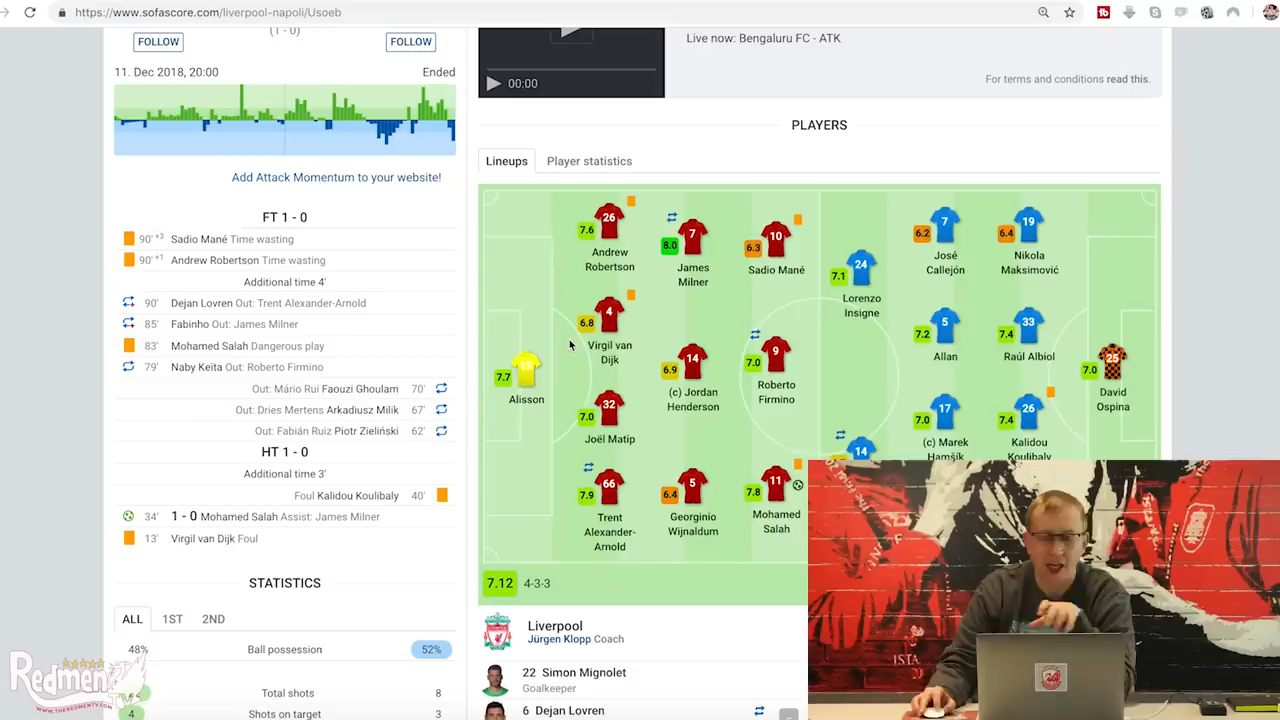 https://www.sofascore.com/liverpool-napoli/Usoeb
(1 - 0)
FOLLOW
FOLLOW
11. Dec 2018, 20:00
Ended
Add Attack Momentum to your website!
FT 1 - 0
90' +3 Sadio Mané Time wasting
90' +1 Andrew Robertson Time wasting
Additional time 4'
90' Dejan Lovren Out: Trent Alexander-Arnold
85' Fabinho Out: James Milner
83' Mohamed Salah Dangerous play
79' Naby Keïta Out: Roberto Firmino
Out: Mário Rui Faouzi Ghoulam 70'
Out: Dries Mertens Arkadiusz Milik 67'
Out: Fabián Ruiz Piotr Zieliński 62'
HT 1 - 0
Additional time 3'
Foul Kalidou Koulibaly 40'
34' 1 - 0 Mohamed Salah Assist: James Milner
13' Virgil van Dijk Foul
STATISTICS
ALL 1ST 2ND
48% Ball possession 52%
Total shots 8
4 Shots on target 3
00:00
Live now: Bengaluru FC - ATK
For terms and conditions read this.
PLAYERS
Lineups
Player statistics
7.7
Alisson
26
7.6
Andrew
Robertson
4
6.8
Virgil van
Dijk
32
7.0
Joël Matip
66
7.9
Trent
Alexander-
Arnold
7
8.0
James
Milner
14
6.9
(c) Jordan
Henderson
5
6.4
Georginio
Wijnaldum
10
6.3
Sadio Mané
9
7.0
Roberto
Firmino
11
7.8
Mohamed
Salah
24
7.1
Lorenzo
Insigne
14
7
6.2
José
Callejón
5
7.2
Allan
17
7.0
(c) Marek
Hamšík
19
6.4
Nikola
Maksimović
33
7.4
Raúl Albiol
26
7.4
Kalidou
Koulibaly
25
7.0
David
Ospina
7.12 4-3-3
Liverpool
Jürgen Klopp Coach
22 Simon Mignolet
Goalkeeper
6 Dejan Lovren
Redmen
WWW.THEREDMENTV.COM
ISTA